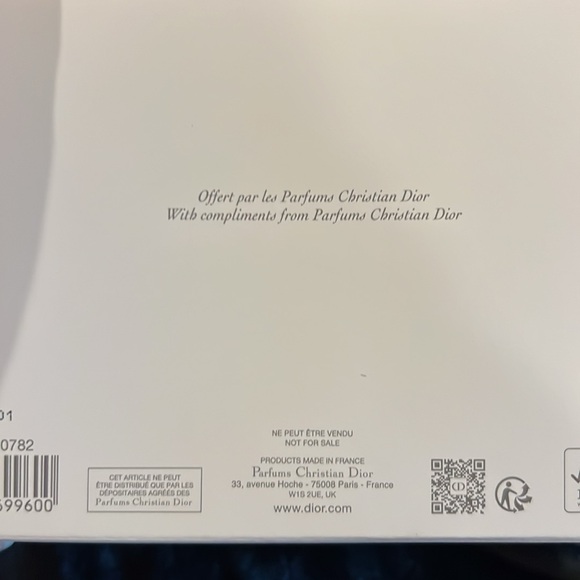 Offert par les Parfums Christian Dior
With compliments from Parfums Christian Dior
01
0782
599600
CET ARTICLE NE PEUT
ÊTRE DISTRIBUÉ QUE PAR LES
DÉPOSITAIRES AGRÉÉS DES
Parfums Christian Dior
NE PEUT ÊTRE VENDU
NOT FOR SALE
PRODUCTS MADE IN FRANCE
Parfums Christian Dior
33, avenue Hoche - 75008 Paris - France
W1S 2UE, UK
www.dior.com
CD